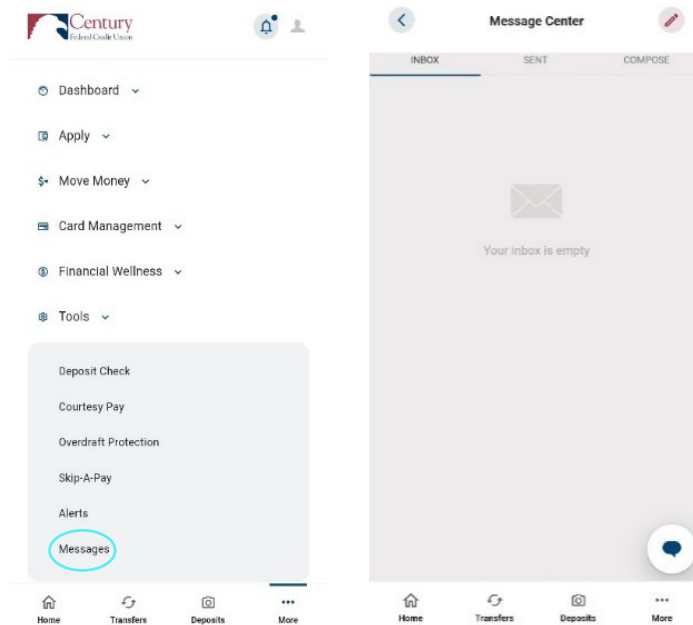 Century
Federal Credit Union
Dashboard
Apply
Move Money
Card Management
Financial Wellness
Tools
Deposit Check
Courtesy Pay
Overdraft Protection
Skip-A-Pay
Alerts
Messages
Home Transfers Deposits More
Message Center
INBOX SENT COMPOSE
Your inbox is empty
Home Transfers Deposits More